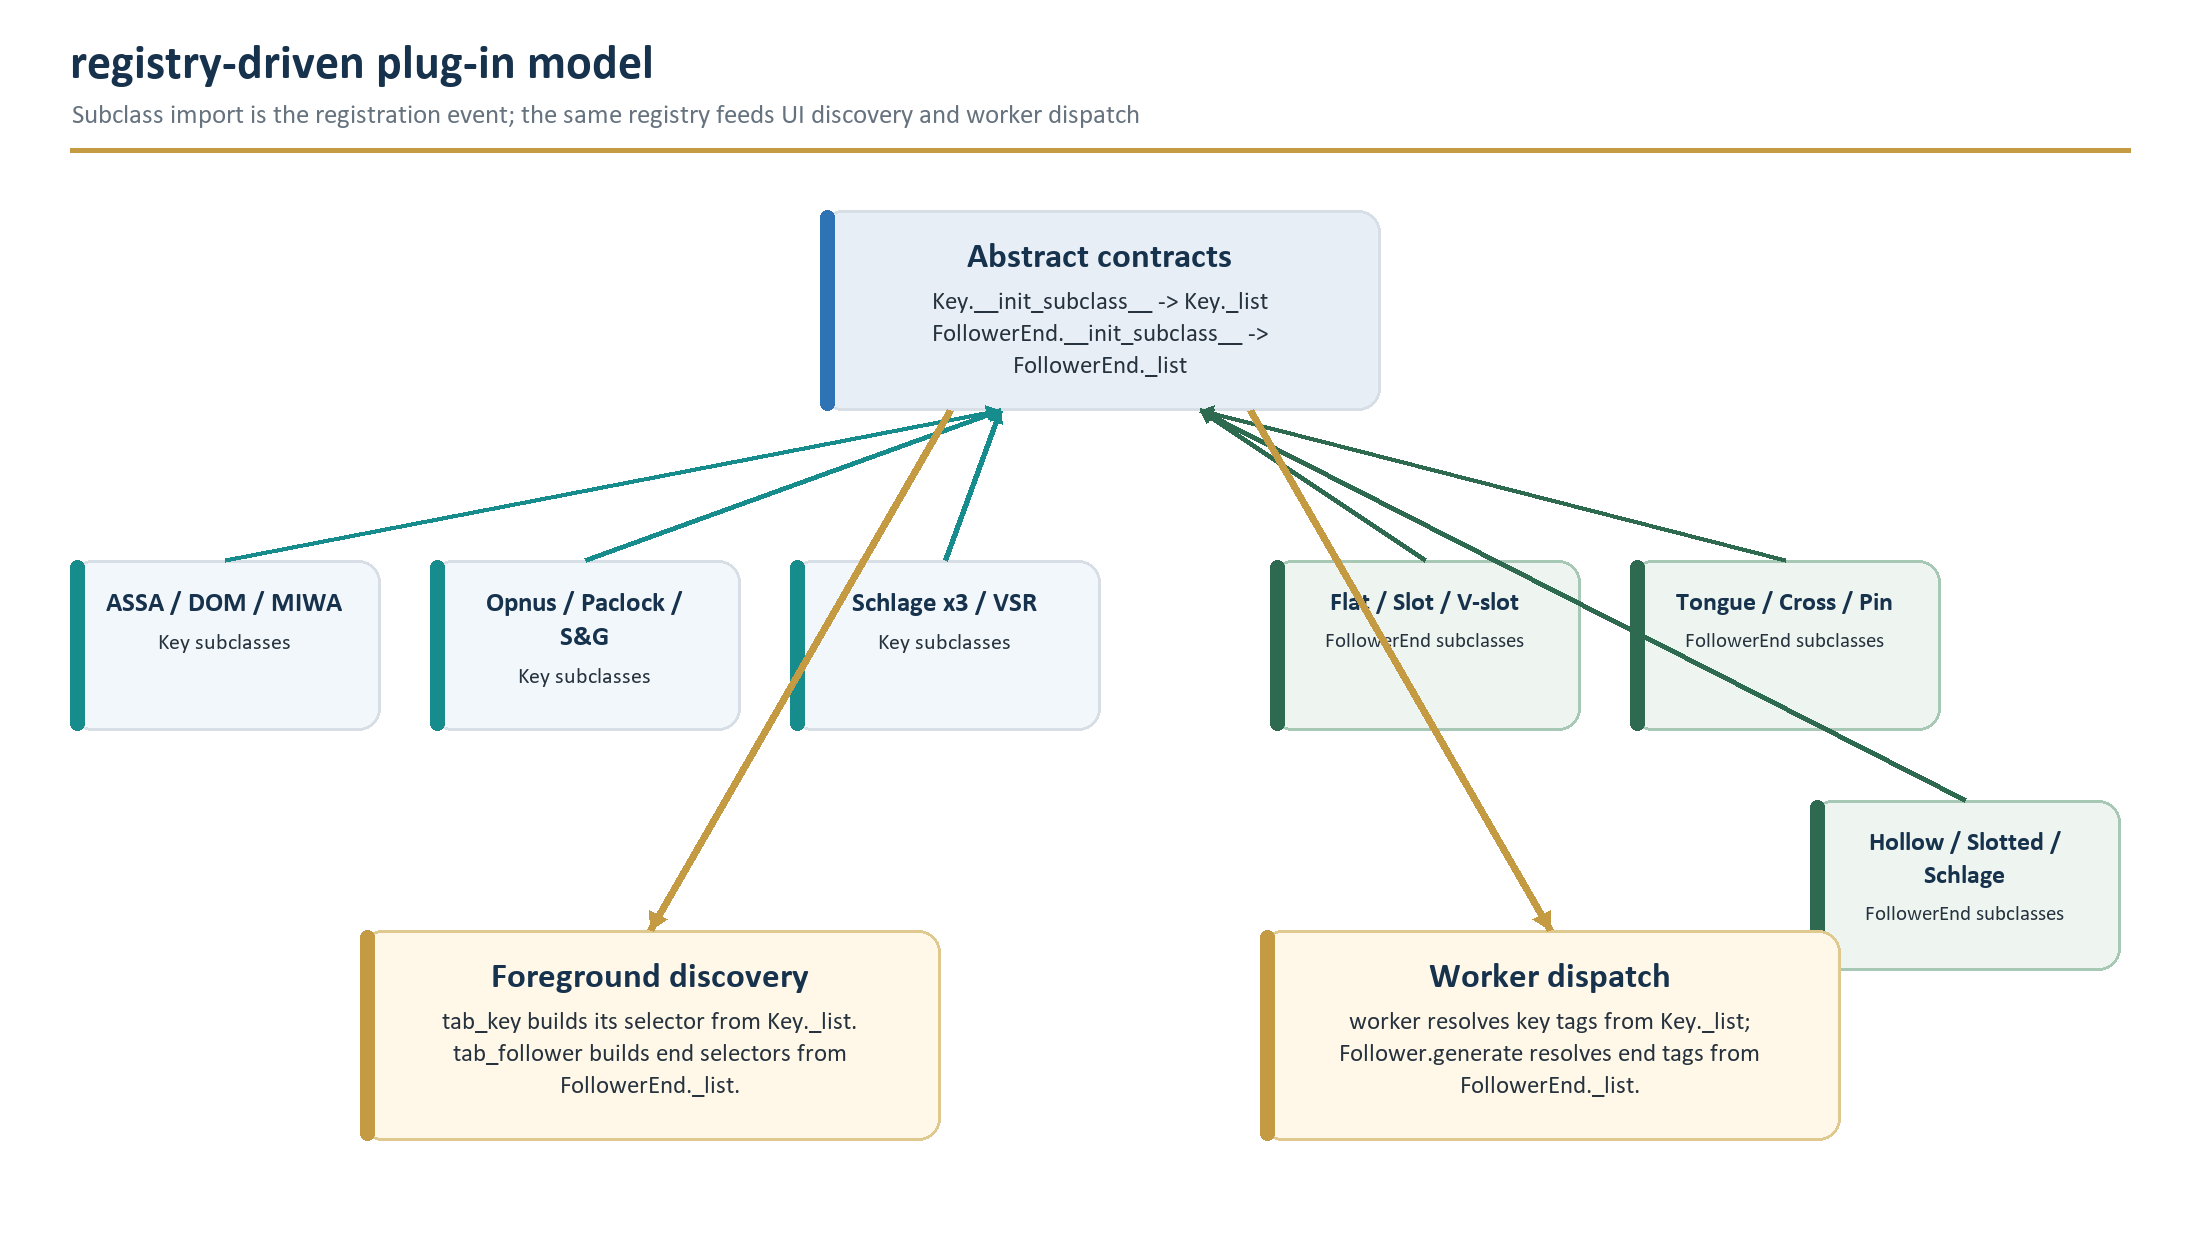 registry-driven plug-in model
Subclass import is the registration event; the same registry feeds UI discovery and worker dispatch
Abstract contracts
Key.__init_subclass__ -> Key._list
FollowerEnd.__init_subclass__ ->
FollowerEnd._list
ASSA / DOM / MIWA
Key subclasses
Opnus / Paclock /
S&G
Key subclasses
Schlage x3 / VSR
Key subclasses
Flat / Slot / V-slot
FollowerEnd subclasses
Tongue / Cross / Pin
FollowerEnd subclasses
Hollow / Slotted /
Schlage
FollowerEnd subclasses
Foreground discovery
tab_key builds its selector from Key._list.
tab_follower builds end selectors from
FollowerEnd._list.
Worker dispatch
worker resolves key tags from Key._list;
Follower.generate resolves end tags from
FollowerEnd._list.